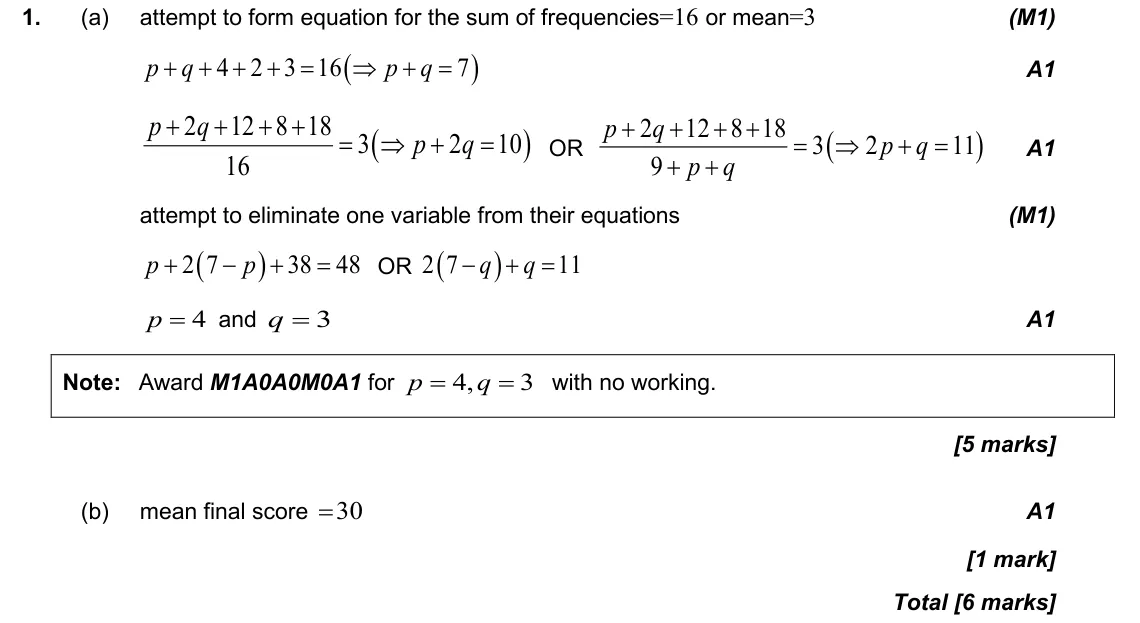 1. (a) attempt to form equation for the sum of frequencies=16 or mean=3 (M1)
p+q+4+2+3=16(⇒ p+q=7) A1
(p+2q+12+8+18)/16 = 3(⇒ p+2q=10) OR (p+2q+12+8+18)/(9+p+q) = 3(⇒ 2p+q=11) A1
attempt to eliminate one variable from their equations (M1)
p+2(7−p)+38=48 OR 2(7−q)+q=11
p = 4 and q = 3 A1
Note: Award M1A0A0M0A1 for p = 4, q = 3 with no working.
[5 marks]
(b) mean final score =30 A1
[1 mark]
Total [6 marks]